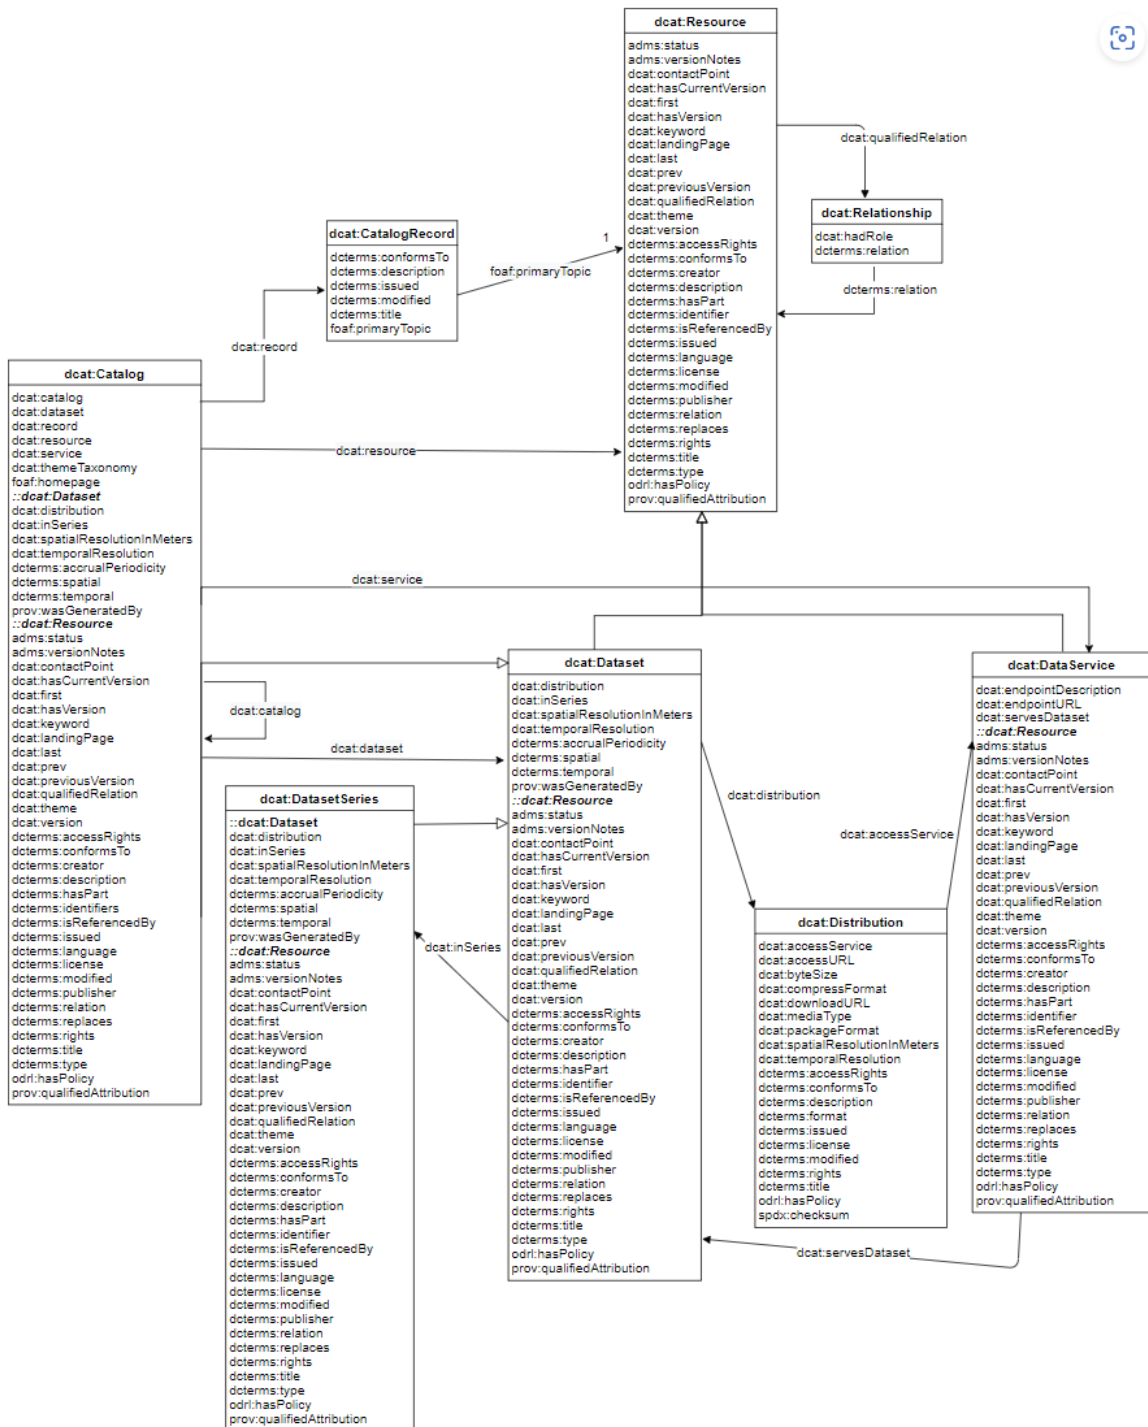 dcat:Resource
adms:status
adms:versionNotes
dcat:contactPoint
dcat:hasCurrentVersion
dcat:first
dcat:hasVersion
dcat:keyword
dcat:landingPage
dcat:last
dcat:prev
dcat:previousVersion
dcat:qualifiedRelation
dcat:theme
dcat:version
dcterms:accessRights
dcterms:conformsTo
dcterms:creator
dcterms:description
dcterms:hasPart
dcterms:identifier
dcterms:isReferencedBy
dcterms:issued
dcterms:language
dcterms:license
dcterms:modified
dcterms:publisher
dcterms:relation
dcterms:replaces
dcterms:rights
dcterms:title
dcterms:type
odrl:hasPolicy
prov:qualifiedAttribution
dcat:qualifiedRelation
dcat:Relationship
dcat:hadRole
dcterms:relation
dcterms:relation
dcat:CatalogRecord
dcterms:conformsTo
dcterms:description
dcterms:issued
dcterms:modified
dcterms:title
foaf:primaryTopic
1
foaf:primaryTopic
dcat:record
dcat:Catalog
dcat:catalog
dcat:dataset
dcat:record
dcat:resource
dcat:service
dcat:themeTaxonomy
foaf:homepage
::dcat:Dataset
dcat:distribution
dcat:inSeries
dcat:spatialResolutionInMeters
dcat:temporalResolution
dcterms:accrualPeriodicity
dcterms:spatial
dcterms:temporal
prov:wasGeneratedBy
::dcat:Resource
adms:status
adms:versionNotes
dcat:contactPoint
dcat:hasCurrentVersion
dcat:first
dcat:hasVersion
dcat:keyword
dcat:landingPage
dcat:last
dcat:prev
dcat:previousVersion
dcat:qualifiedRelation
dcat:theme
dcat:version
dcterms:accessRights
dcterms:conformsTo
dcterms:creator
dcterms:description
dcterms:hasPart
dcterms:identifiers
dcterms:isReferencedBy
dcterms:issued
dcterms:language
dcterms:license
dcterms:modified
dcterms:publisher
dcterms:relation
dcterms:replaces
dcterms:rights
dcterms:title
dcterms:type
odrl:hasPolicy
prov:qualifiedAttribution
dcat:resource
dcat:service
dcat:catalog
dcat:dataset
dcat:DatasetSeries
::dcat:Dataset
dcat:distribution
dcat:inSeries
dcat:spatialResolutionInMeters
dcat:temporalResolution
dcterms:accrualPeriodicity
dcterms:spatial
dcterms:temporal
prov:wasGeneratedBy
::dcat:Resource
adms:status
adms:versionNotes
dcat:contactPoint
dcat:hasCurrentVersion
dcat:first
dcat:hasVersion
dcat:keyword
dcat:landingPage
dcat:last
dcat:prev
dcat:previousVersion
dcat:qualifiedRelation
dcat:theme
dcat:version
dcterms:accessRights
dcterms:conformsTo
dcterms:creator
dcterms:description
dcterms:hasPart
dcterms:identifier
dcterms:isReferencedBy
dcterms:issued
dcterms:language
dcterms:license
dcterms:modified
dcterms:publisher
dcterms:relation
dcterms:replaces
dcterms:rights
dcterms:title
dcterms:type
odrl:hasPolicy
prov:qualifiedAttribution
dcat:inSeries
dcat:Dataset
dcat:distribution
dcat:inSeries
dcat:spatialResolutionInMeters
dcat:temporalResolution
dcterms:accrualPeriodicity
dcterms:spatial
dcterms:temporal
prov:wasGeneratedBy
::dcat:Resource
adms:status
adms:versionNotes
dcat:contactPoint
dcat:hasCurrentVersion
dcat:first
dcat:hasVersion
dcat:keyword
dcat:landingPage
dcat:last
dcat:prev
dcat:previousVersion
dcat:qualifiedRelation
dcat:theme
dcat:version
dcterms:accessRights
dcterms:conformsTo
dcterms:creator
dcterms:description
dcterms:hasPart
dcterms:identifier
dcterms:isReferencedBy
dcterms:issued
dcterms:language
dcterms:license
dcterms:modified
dcterms:publisher
dcterms:relation
dcterms:replaces
dcterms:rights
dcterms:title
dcterms:type
odrl:hasPolicy
prov:qualifiedAttribution
dcat:distribution
dcat:accessService
dcat:Distribution
dcat:accessService
dcat:accessURL
dcat:byteSize
dcat:compressFormat
dcat:downloadURL
dcat:mediaType
dcat:packageFormat
dcat:spatialResolutionInMeters
dcat:temporalResolution
dcterms:accessRights
dcterms:conformsTo
dcterms:description
dcterms:format
dcterms:issued
dcterms:license
dcterms:modified
dcterms:rights
dcterms:title
odrl:hasPolicy
spdx:checksum
dcat:servesDataset
dcat:DataService
dcat:endpointDescription
dcat:endpointURL
dcat:servesDataset
::dcat:Resource
adms:status
adms:versionNotes
dcat:contactPoint
dcat:hasCurrentVersion
dcat:first
dcat:hasVersion
dcat:keyword
dcat:landingPage
dcat:last
dcat:prev
dcat:previousVersion
dcat:qualifiedRelation
dcat:theme
dcat:version
dcterms:accessRights
dcterms:conformsTo
dcterms:creator
dcterms:description
dcterms:hasPart
dcterms:identifier
dcterms:isReferencedBy
dcterms:issued
dcterms:language
dcterms:license
dcterms:modified
dcterms:publisher
dcterms:relation
dcterms:replaces
dcterms:rights
dcterms:title
dcterms:type
odrl:hasPolicy
prov:qualifiedAttribution